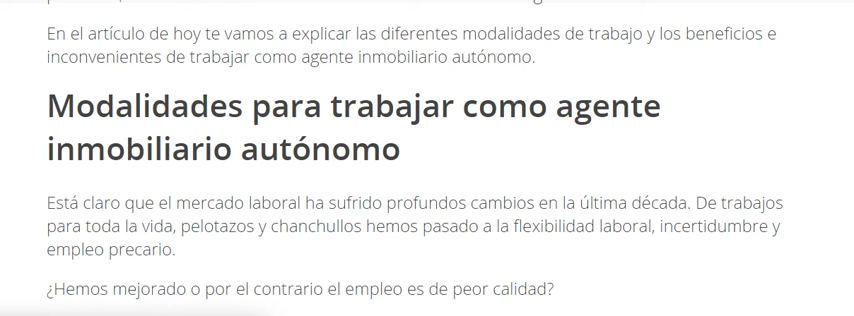 En el artículo de hoy te vamos a explicar las diferentes modalidades de trabajo y los beneficios e
inconvenientes de trabajar como agente inmobiliario autónomo.
Modalidades para trabajar como agente
inmobiliario autónomo
Está claro que el mercado laboral ha sufrido profundos cambios en la última década. De trabajos
para toda la vida, pelotazos y chanchullos hemos pasado a la flexibilidad laboral, incertidumbre y
empleo precario.
¿Hemos mejorado o por el contrario el empleo es de peor calidad?